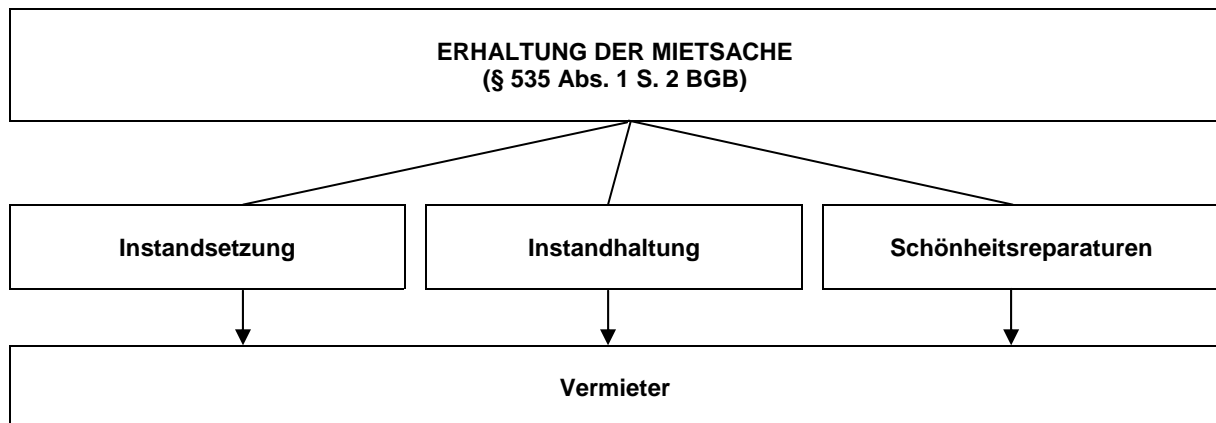 ERHALTUNG DER MIETSACHE
(§ 535 Abs. 1 S. 2 BGB)
Instandsetzung
Instandhaltung
Schönheitsreparaturen
Vermieter